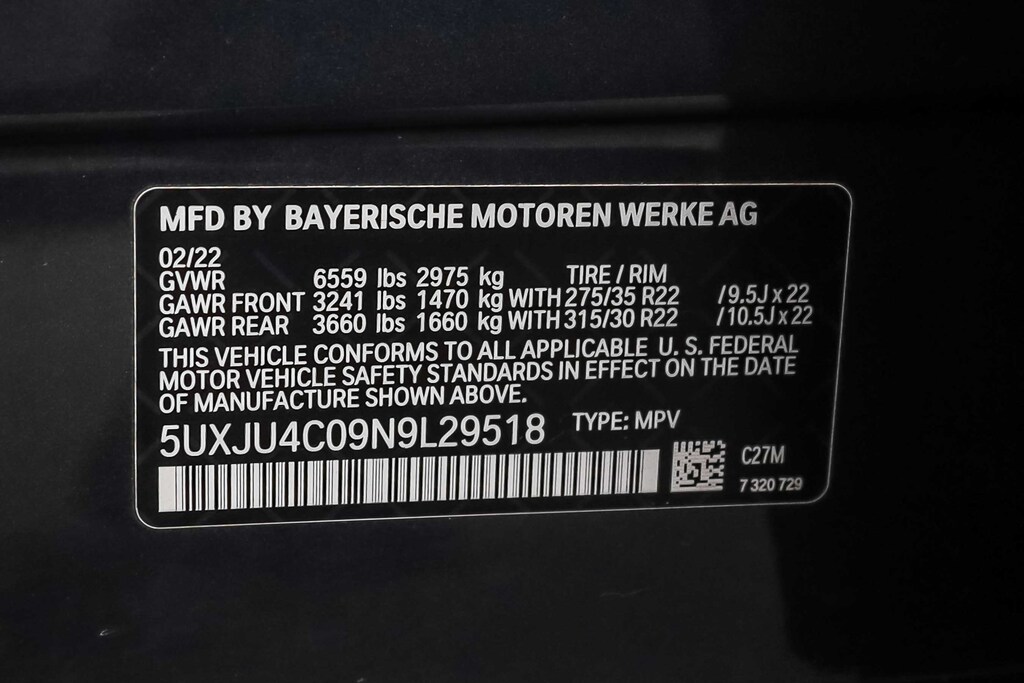 MFD BY BAYERISCHE MOTOREN WERKE AG
02/22
GVWR 6559 lbs 2975 kg TIRE / RIM
GAWR FRONT 3241 lbs 1470 kg WITH 275/35 R22 /9.5J x 22
GAWR REAR 3660 lbs 1660 kg WITH 315/30 R22 /10.5J x 22
THIS VEHICLE CONFORMS TO ALL APPLICABLE U. S. FEDERAL
MOTOR VEHICLE SAFETY STANDARDS IN EFFECT ON THE DATE
OF MANUFACTURE SHOWN ABOVE.
5UXJU4C09N9L29518 TYPE: MPV
C27M
7 320 729